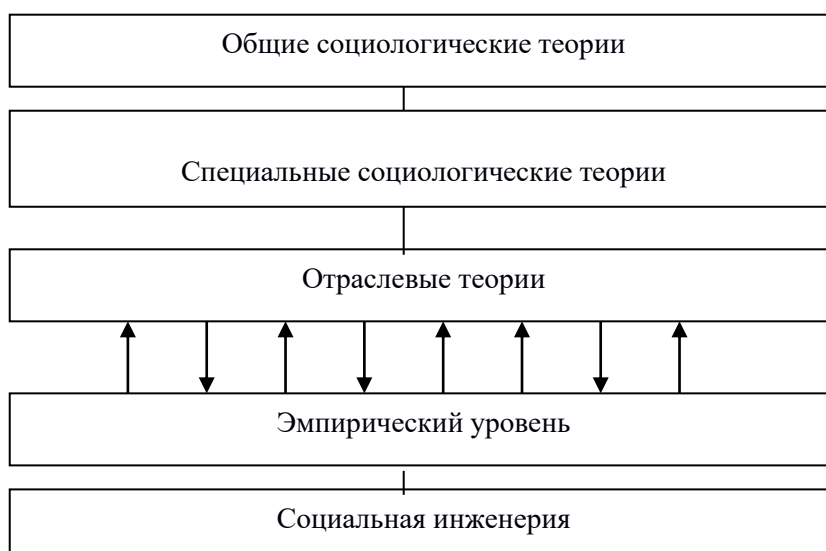 Общие социологические теории
Специальные социологические теории
Отраслевые теории
Эмпирический уровень
Социальная инженерия